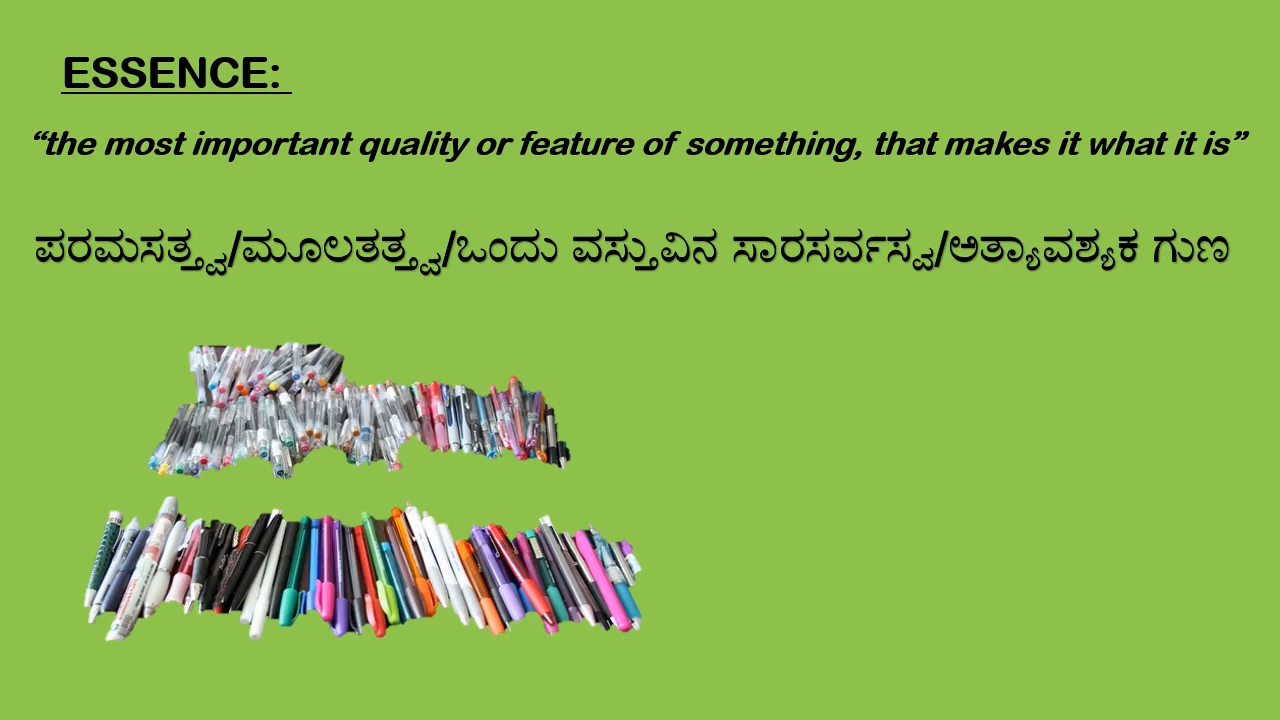 ESSENCE:
“the most important quality or feature of something, that makes it what it is”
ಪರಮಸತ್ತ್ವ/ಮೂಲತತ್ತ್ವ/ಒಂದು ವಸ್ತುವಿನ ಸಾರಸರ್ವಸ್ವ/ಅತ್ಯಾವಶ್ಯಕ ಗುಣ